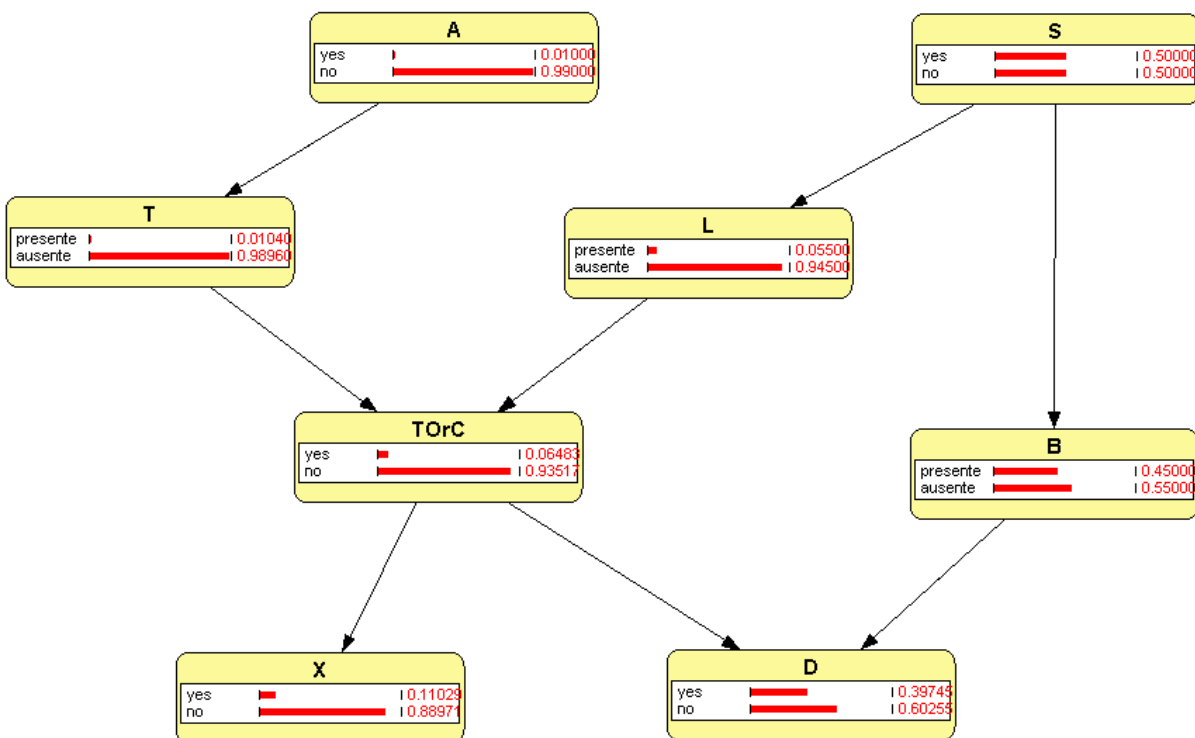 A
yes 0.01000
no 0.99000
S
yes 0.50000
no 0.50000
T
presente 0.01040
ausente 0.98960
L
presente 0.05500
ausente 0.94500
TOrC
yes 0.06483
no 0.93517
B
presente 0.45000
ausente 0.55000
X
yes 0.11029
no 0.88971
D
yes 0.39745
no 0.60255